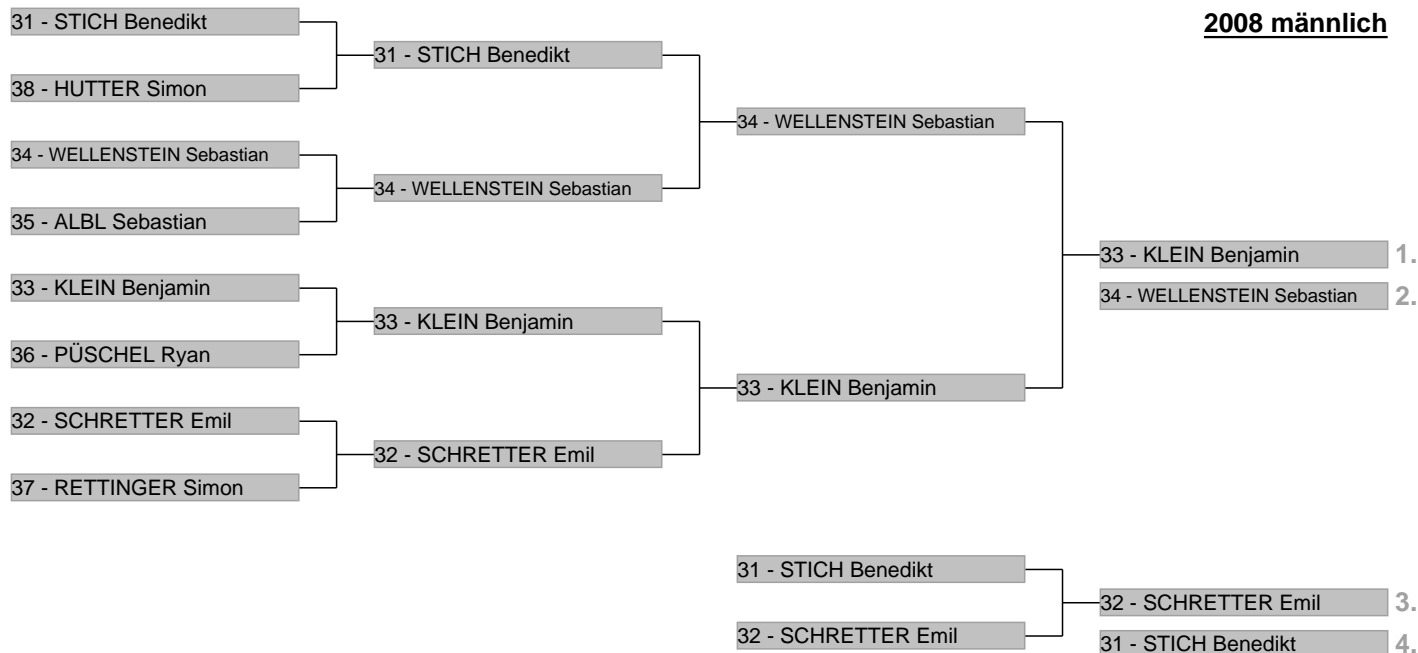 2008 männlich
31 - STICH Benedikt
38 - HUTTER Simon
34 - WELLENSTEIN Sebastian
35 - ALBL Sebastian
33 - KLEIN Benjamin
36 - PÜSCHEL Ryan
32 - SCHRETTER Emil
37 - RETTINGER Simon
31 - STICH Benedikt
34 - WELLENSTEIN Sebastian
33 - KLEIN Benjamin
32 - SCHRETTER Emil
34 - WELLENSTEIN Sebastian
33 - KLEIN Benjamin
33 - KLEIN Benjamin 1.
34 - WELLENSTEIN Sebastian 2.
31 - STICH Benedikt
32 - SCHRETTER Emil
32 - SCHRETTER Emil 3.
31 - STICH Benedikt 4.